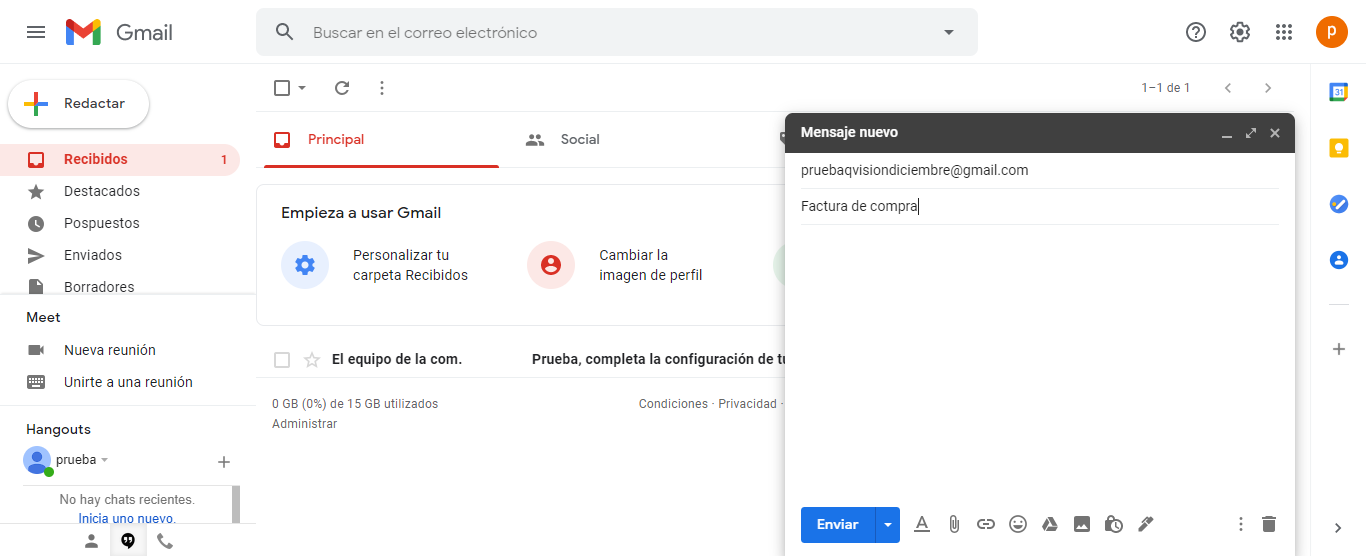 Gmail
Buscar en el correo electrónico
p
Redactar
1–1 de 1
31
Recibidos 1
Destacados
Pospuestos
Enviados
Borradores
Principal
Social
Empieza a usar Gmail
Personalizar tu
carpeta Recibidos
Cambiar la
imagen de perfil
Meet
Nueva reunión
Unirte a una reunión
El equipo de la com.
Prueba, completa la configuración de tu
0 GB (0%) de 15 GB utilizados
Administrar
Condiciones · Privacidad ·
Hangouts
prueba
No hay chats recientes.
Inicia uno nuevo.
Mensaje nuevo
pruebaqvisiondiciembre@gmail.com
Factura de compra
Enviar